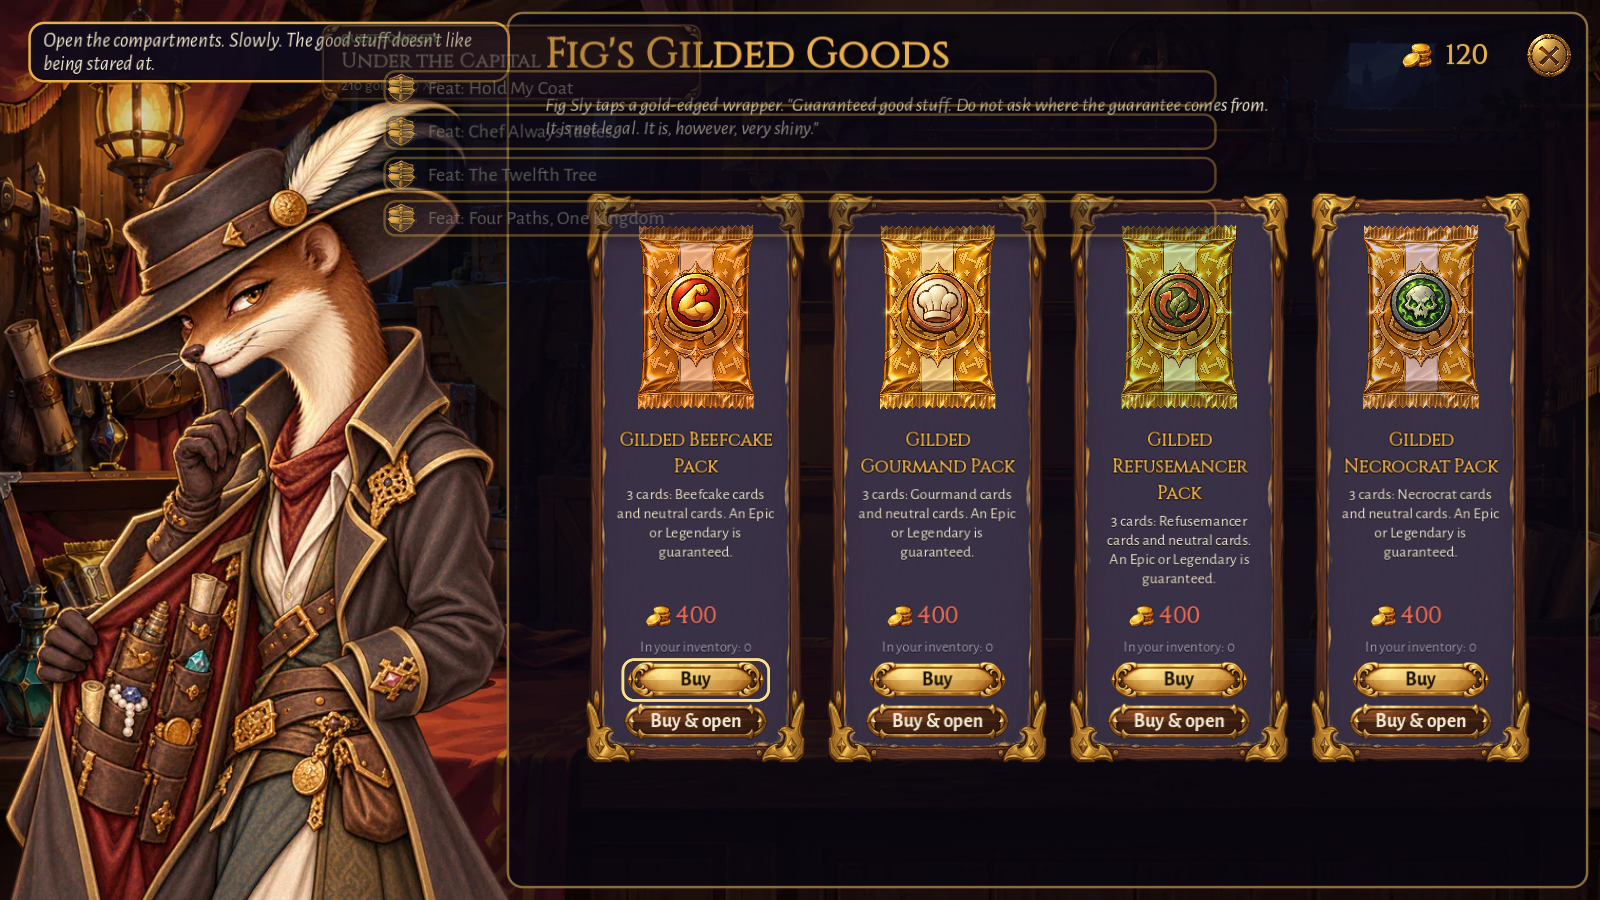 Open the compartments. Slowly. The good stuff doesn't like
being stared at.
UNDER THE CAPITAL
FIG'S GILDED GOODS
120
Feat: Hold My Coat
Fig Sly taps a gold-edged wrapper. "Guaranteed good stuff. Do not ask where the guarantee comes from.
It is not legal. It is, however, very shiny."
Feat: Chef Always Tastes
Feat: The Twelfth Tree
Feat: Four Paths, One Kingdom
GILDED BEEFCAKE
PACK
3 cards: Beefcake cards
and neutral cards. An Epic
or Legendary is
guaranteed.
400
In your inventory: 0
Buy
Buy & open
GILDED
GOURMAND PACK
3 cards: Gourmand cards
and neutral cards. An Epic
or Legendary is
guaranteed.
400
In your inventory: 0
Buy
Buy & open
GILDED
REFUSEMANCER
PACK
3 cards: Refusemancer
cards and neutral cards.
An Epic or Legendary is
guaranteed.
400
In your inventory: 0
Buy
Buy & open
GILDED
NECROCRAT PACK
3 cards: Necrocrat cards
and neutral cards. An Epic
or Legendary is
guaranteed.
400
In your inventory: 0
Buy
Buy & open